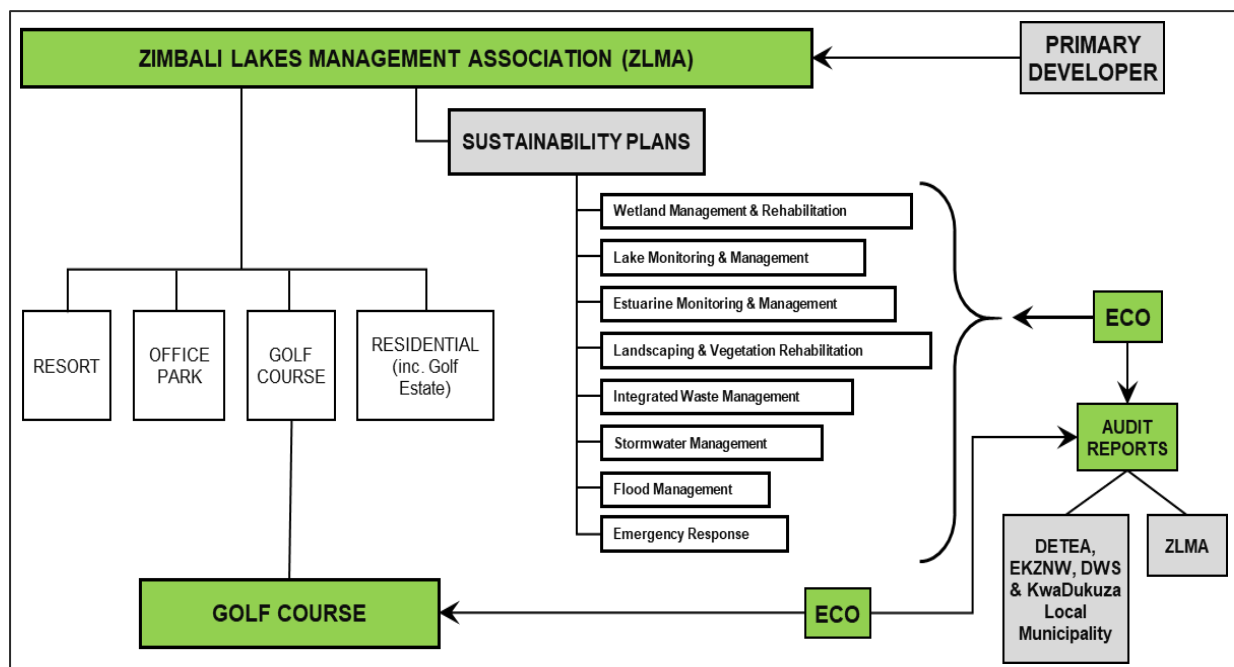 ZIMBALI LAKES MANAGEMENT ASSOCIATION (ZLMA)
PRIMARY
DEVELOPER
SUSTAINABILITY PLANS
Wetland Management & Rehabilitation
Lake Monitoring & Management
Estuarine Monitoring & Management
Landscaping & Vegetation Rehabilitation
Integrated Waste Management
Stormwater Management
Flood Management
Emergency Response
RESORT
OFFICE
PARK
GOLF
COURSE
RESIDENTIAL
(inc. Golf
Estate)
ECO
AUDIT
REPORTS
DETEA,
EKZNW, DWS
& KwaDukuza
Local
Municipality
ZLMA
GOLF COURSE
ECO